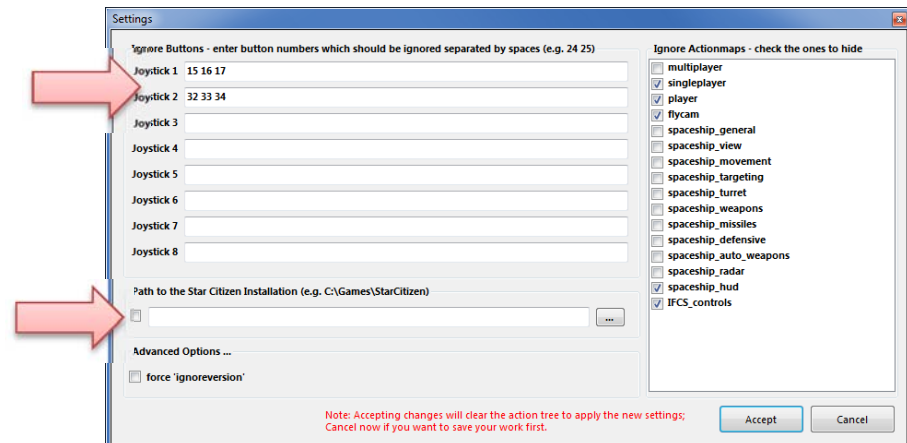 Settings
Ignore Buttons - enter button numbers which should be ignored separated by spaces (e.g. 24 25)
Joystick 1 15 16 17
Joystick 2 32 33 34
Joystick 3
Joystick 4
Joystick 5
Joystick 6
Joystick 7
Joystick 8
Path to the Star Citizen Installation (e.g. C:\Games\StarCitizen)
...
Advanced Options ...
force 'ignoreversion'
Ignore Actionmaps - check the ones to hide
multiplayer
singleplayer
player
flycam
spaceship_general
spaceship_view
spaceship_movement
spaceship_targeting
spaceship_turret
spaceship_weapons
spaceship_missiles
spaceship_defensive
spaceship_auto_weapons
spaceship_radar
spaceship_hud
IFCS_controls
Note: Accepting changes will clear the action tree to apply the new settings;
Cancel now if you want to save your work first.
Accept
Cancel